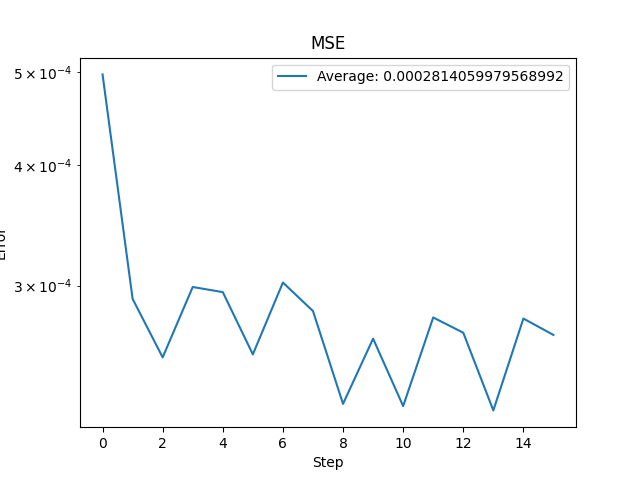 MSE
Average: 0.0002814059979568992
5 × 10⁻⁴
4 × 10⁻⁴
3 × 10⁻⁴
Error
0 2 4 6 8 10 12 14
Step